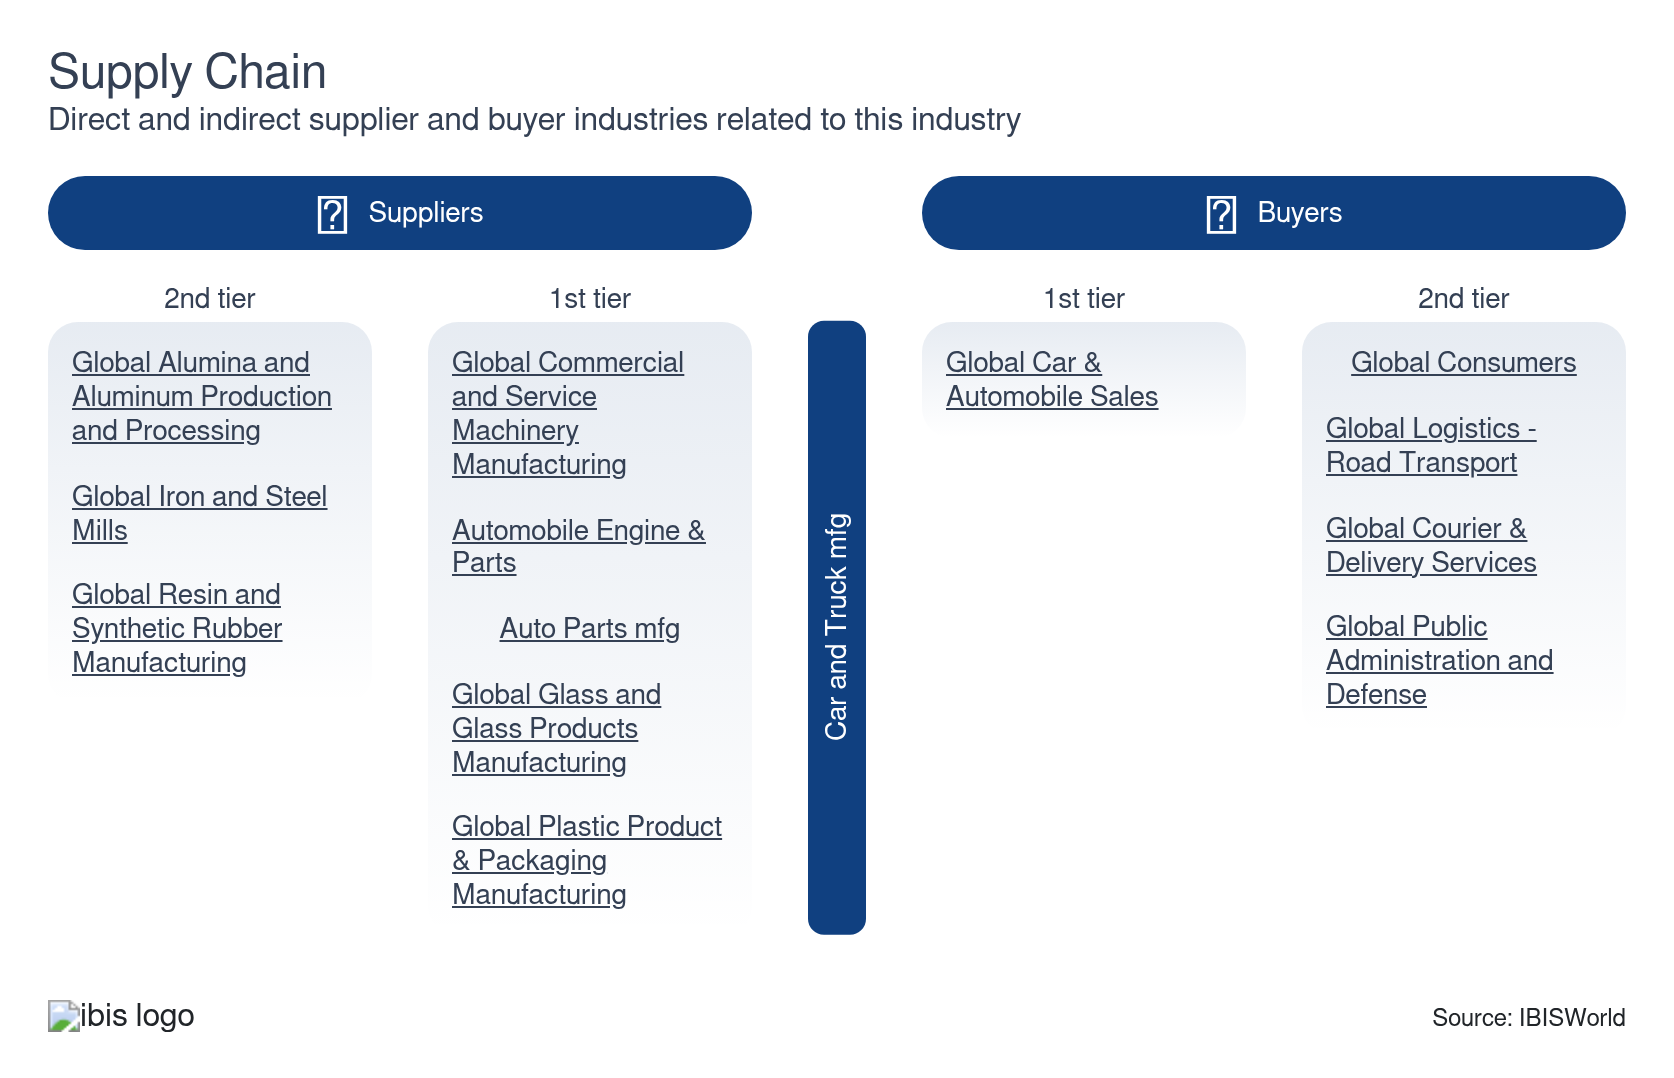 Supply Chain
Direct and indirect supplier and buyer industries related to this industry
Suppliers
2nd tier
Global Alumina and
Aluminum Production
and Processing
Global Iron and Steel
Mills
Global Resin and
Synthetic Rubber
Manufacturing
1st tier
Global Commercial
and Service
Machinery
Manufacturing
Automobile Engine &
Parts
Auto Parts mfg
Global Glass and
Glass Products
Manufacturing
Global Plastic Product
& Packaging
Manufacturing
Car and Truck mfg
Buyers
1st tier
Global Car &
Automobile Sales
2nd tier
Global Consumers
Global Logistics -
Road Transport
Global Courier &
Delivery Services
Global Public
Administration and
Defense
ibis logo
Source: IBISWorld